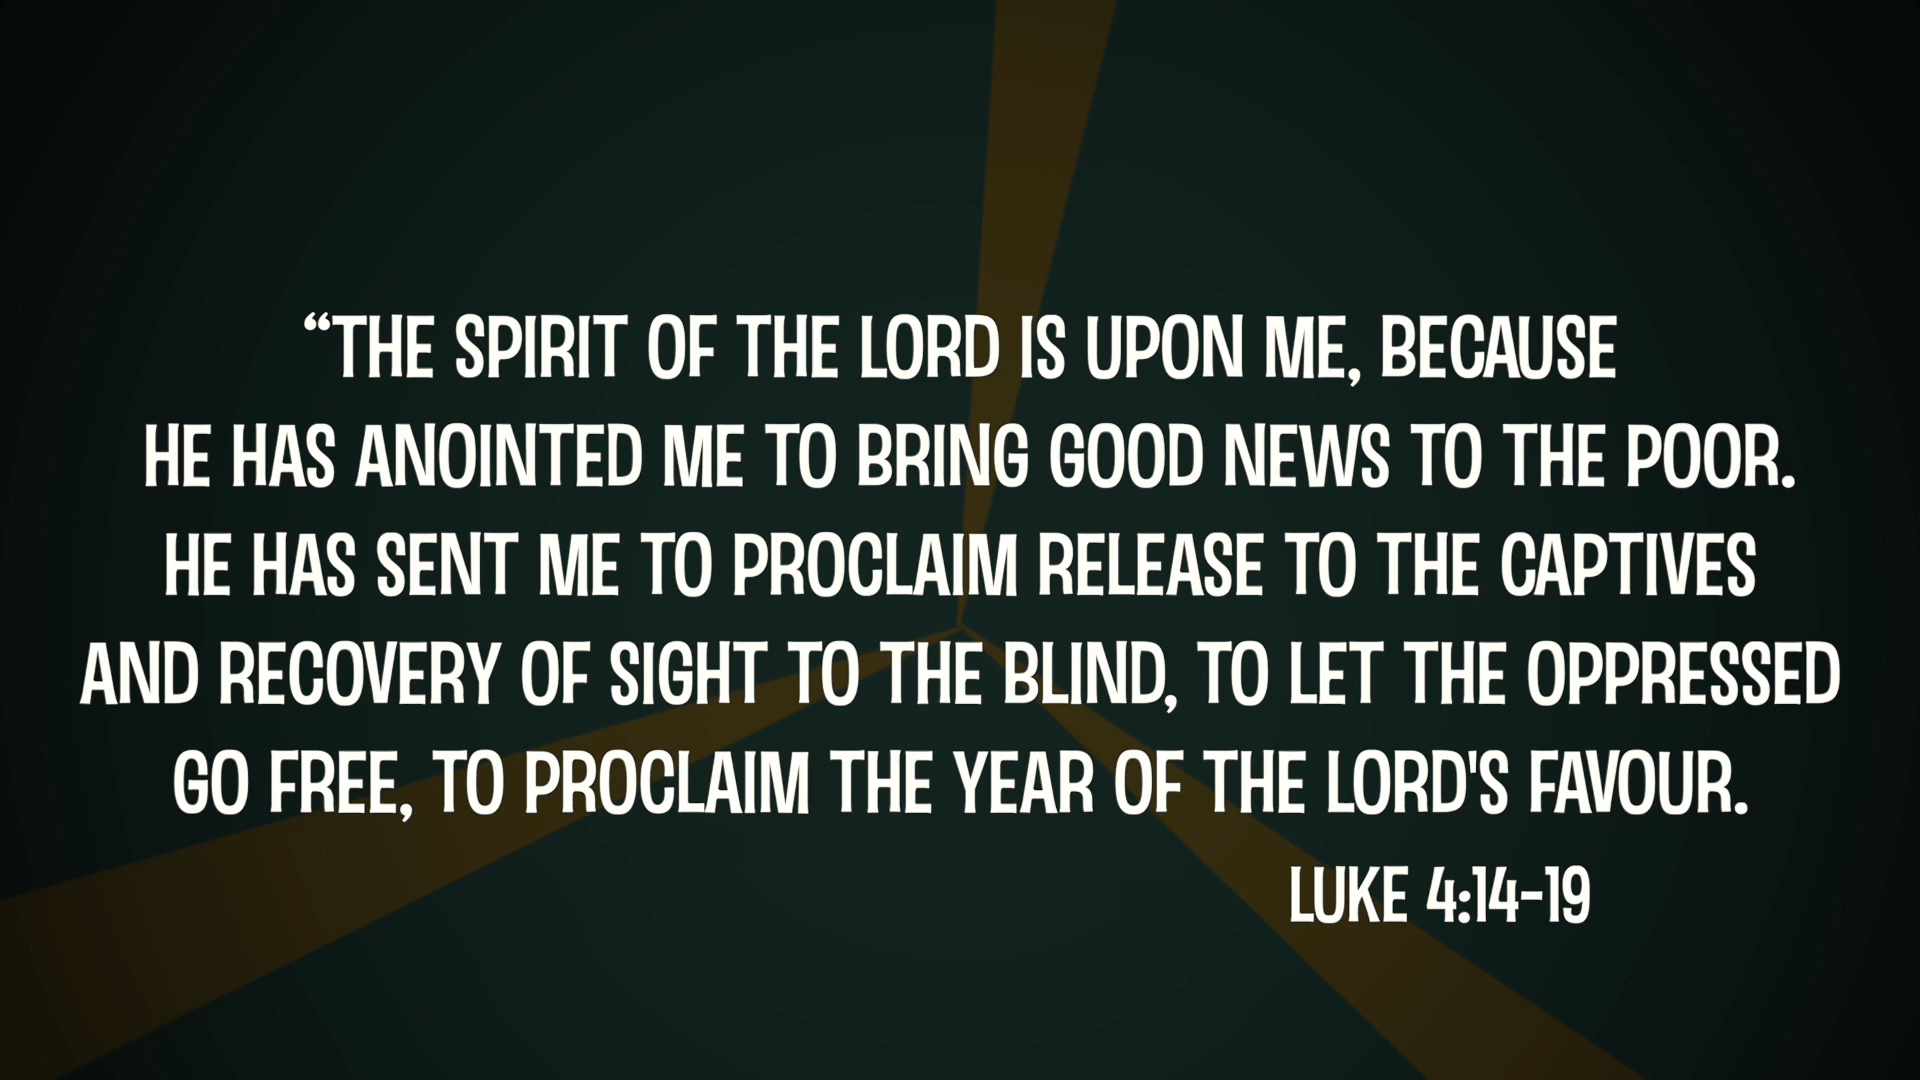 “THE SPIRIT OF THE LORD IS UPON ME, BECAUSE
HE HAS ANOINTED ME TO BRING GOOD NEWS TO THE POOR.
HE HAS SENT ME TO PROCLAIM RELEASE TO THE CAPTIVES
AND RECOVERY OF SIGHT TO THE BLIND, TO LET THE OPPRESSED
GO FREE, TO PROCLAIM THE YEAR OF THE LORD'S FAVOUR.
LUKE 4:14-19